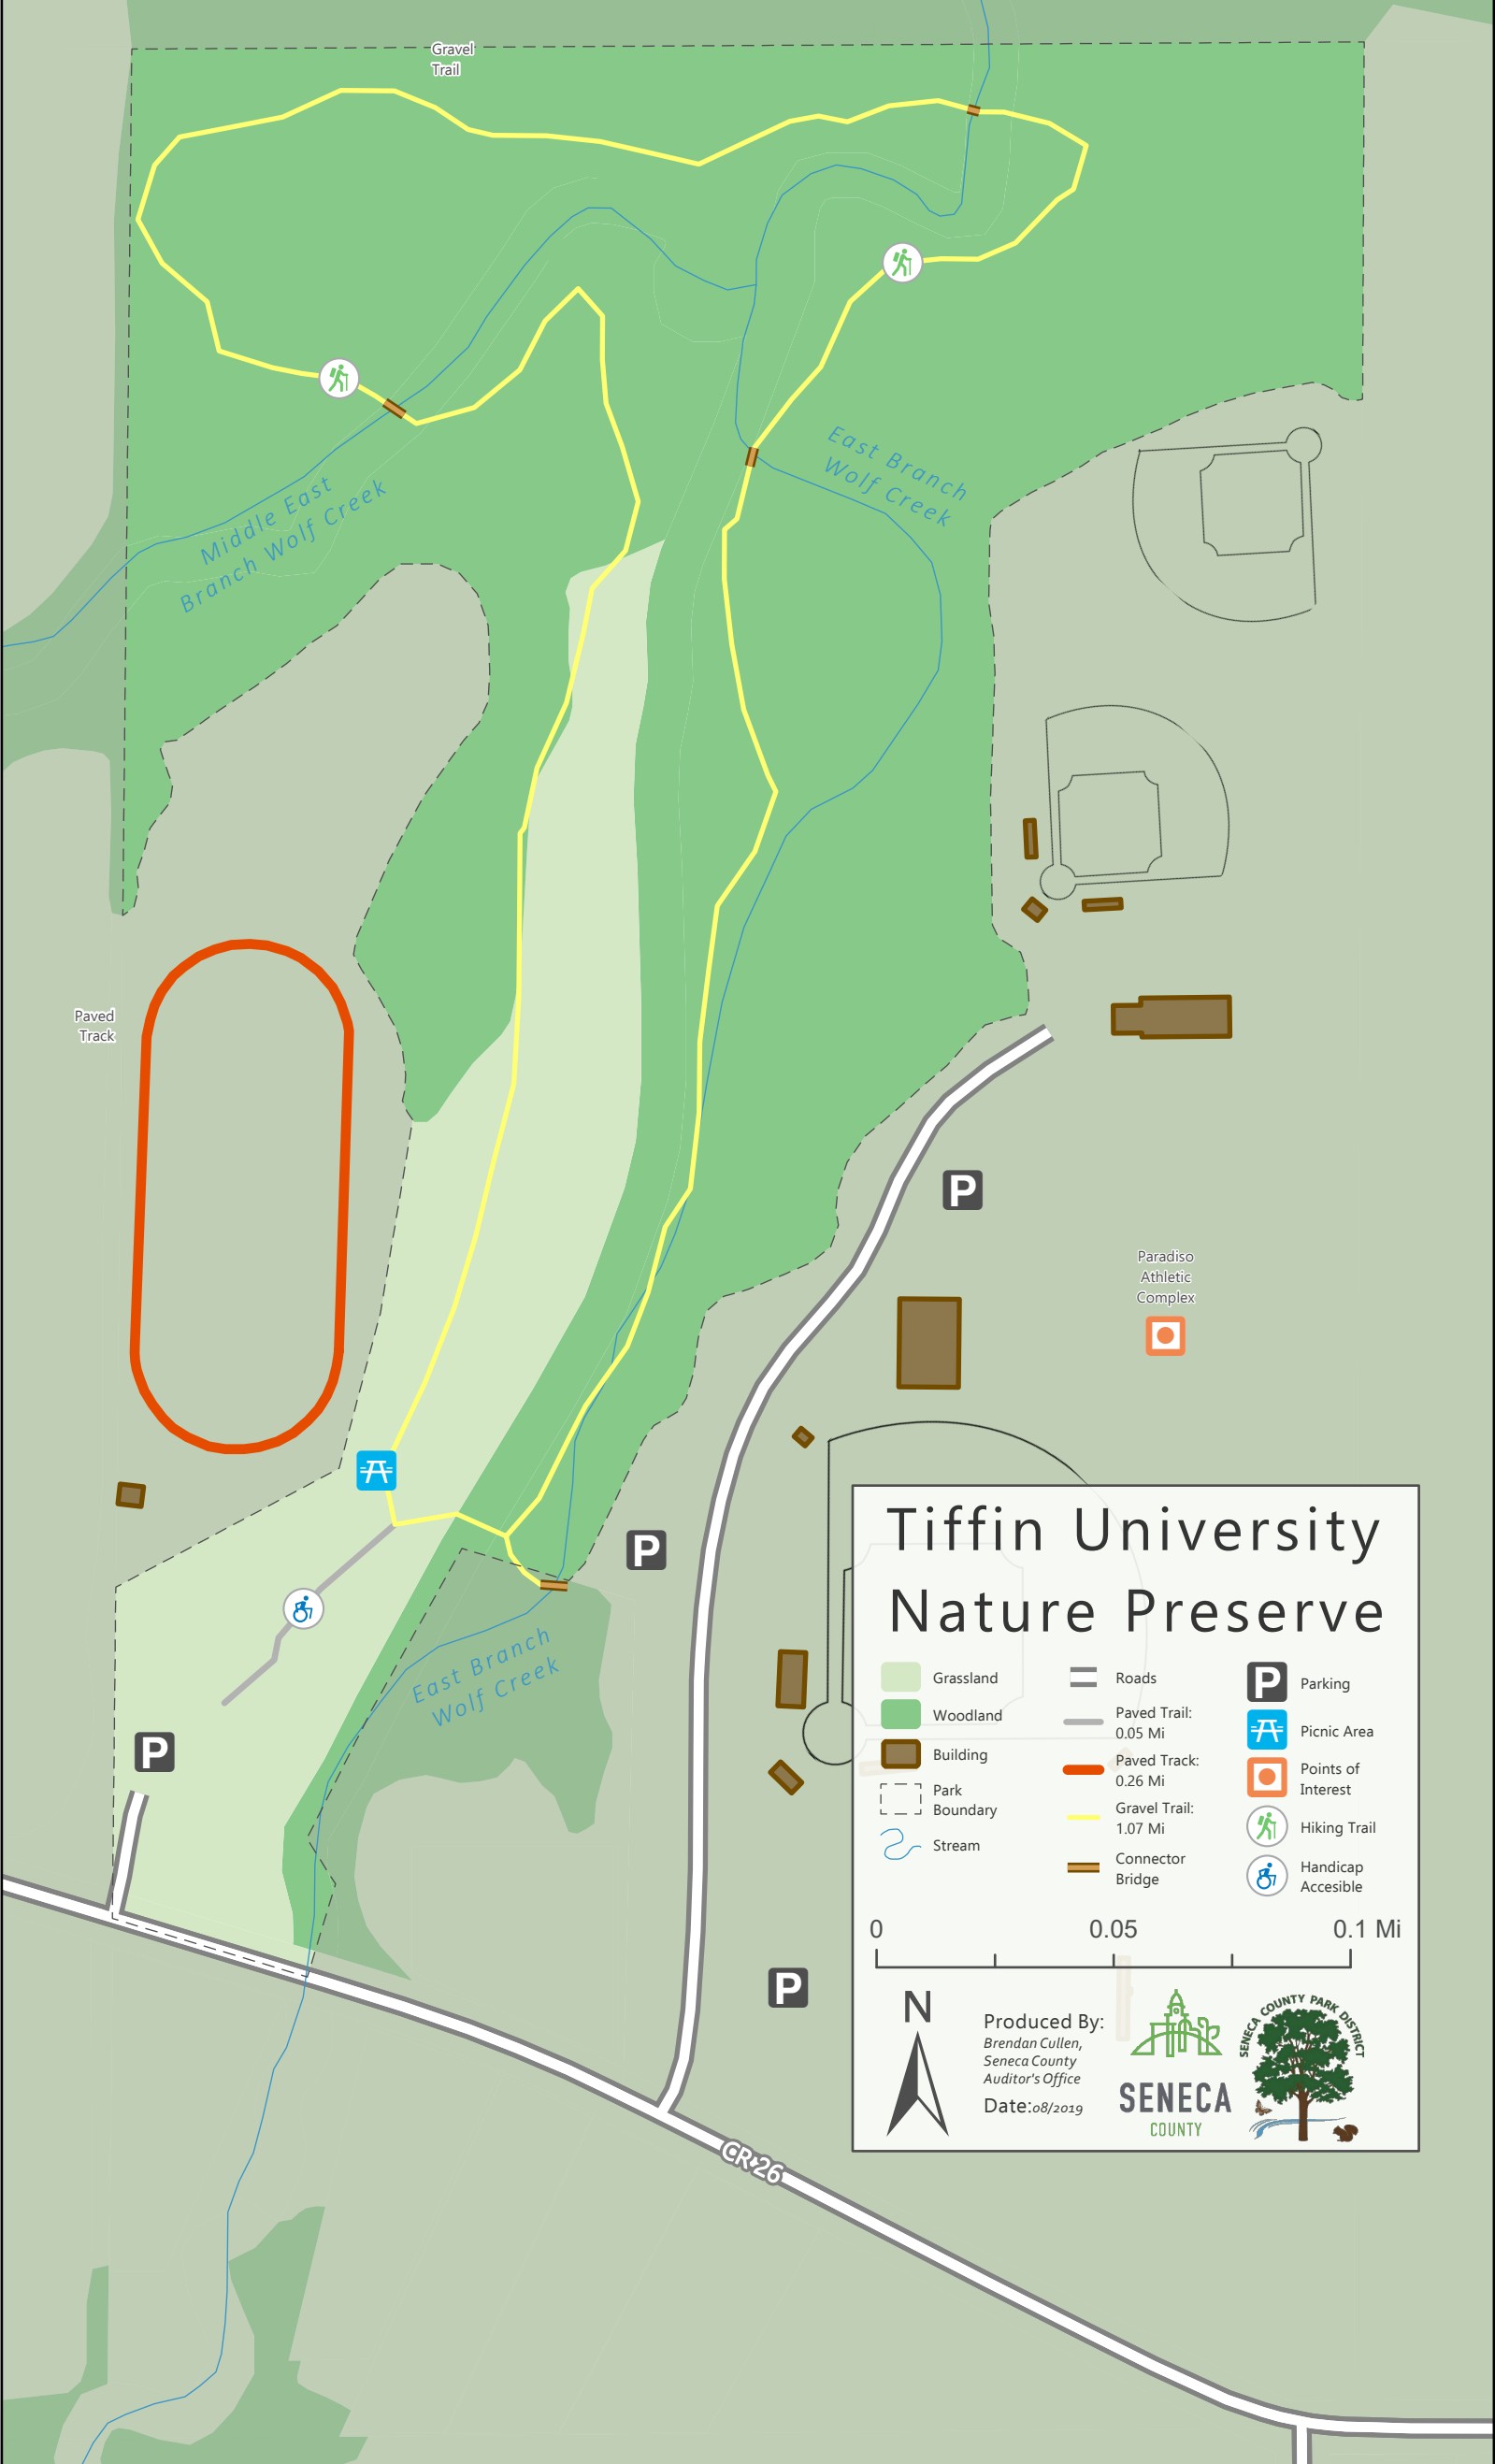 Gravel
Trail
East Branch
Wolf Creek
Middle East
Branch Wolf Creek
Paved
Track
P
Paradiso
Athletic
Complex
P
East Branch
Wolf Creek
P
P
CR 26
Tiffin University
Nature Preserve
Grassland
Woodland
Building
Park
Boundary
Stream
Roads
Paved Trail:
0.05 Mi
Paved Track:
0.26 Mi
Gravel Trail:
1.07 Mi
Connector
Bridge
P
Parking
Picnic Area
Points of
Interest
Hiking Trail
Handicap
Accesible
0 0.05 0.1 Mi
N
Produced By:
Brendan Cullen,
Seneca County
Auditor's Office
Date:08/2019
SENECA
COUNTY
SENECA COUNTY PARK DISTRICT